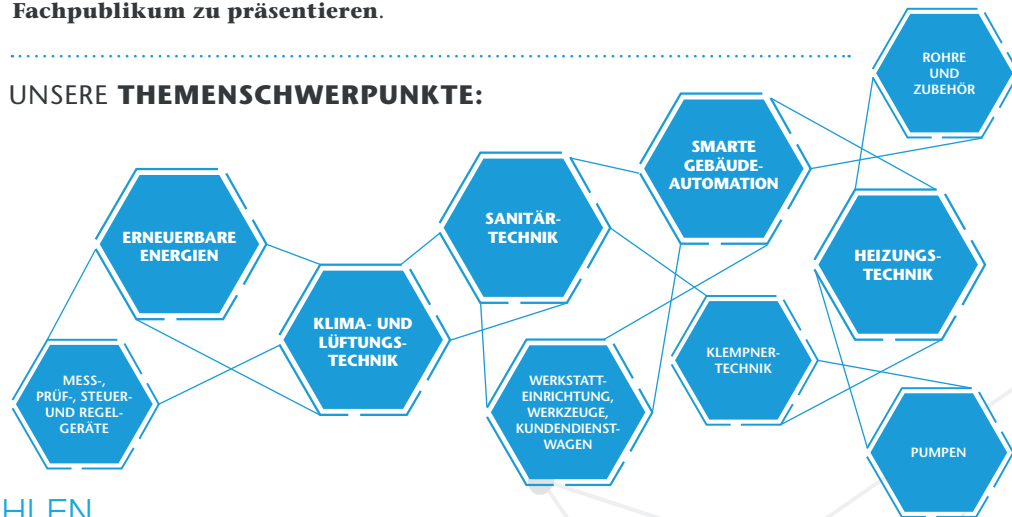 Fachpublikum zu präsentieren.
UNSERE THEMENSCHWERPUNKTE:
ROHRE
UND
ZUBEHÖR
SMARTE
GEBÄUDE-
AUTOMATION
SANITÄR-
TECHNIK
ERNEUERBARE
ENERGIEN
HEIZUNGS-
TECHNIK
KLIMA- UND
LÜFTUNGS-
TECHNIK
KLEMPNER-
TECHNIK
MESS-,
PRÜF-, STEUER-
UND REGEL-
GERÄTE
WERKSTATT-
EINRICHTUNG,
WERKZEUGE,
KUNDENDIENST-
WAGEN
PUMPEN